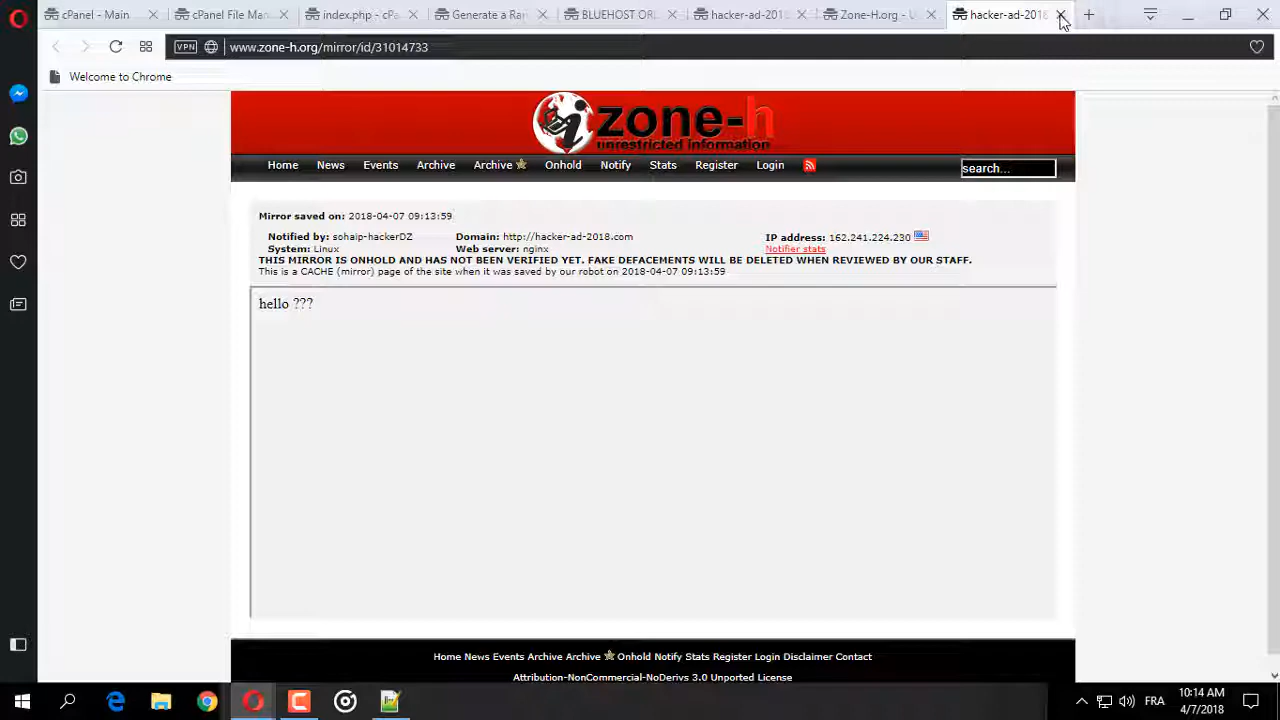 cPanel - Main
cPanel File Man
index.php - cPa
Generate a Ra
BLUEHOST ORL
hacker-ad-2018
Zone-H.org - U
hacker-ad-2018
VPN
www.zone-h.org/mirror/id/31014733
Welcome to Chrome
zone-h
unrestricted information
Home News Events Archive Archive Onhold Notify Stats Register Login
search...
Mirror saved on: 2018-04-07 09:13:59
Notified by: sohaip-hackerDZ Domain: http://hacker-ad-2018.com IP address: 162.241.224.230
System: Linux Web server: nginx Notifier stats
THIS MIRROR IS ONHOLD AND HAS NOT BEEN VERIFIED YET. FAKE DEFACEMENTS WILL BE DELETED WHEN REVIEWED BY OUR STAFF.
This is a CACHE (mirror) page of the site when it was saved by our robot on 2018-04-07 09:13:59
hello ???
Home News Events Archive Archive Onhold Notify Stats Register Login Disclaimer Contact
Attribution-NonCommercial-NoDerivs 3.0 Unported License
FRA
10:14 AM
4/7/2018